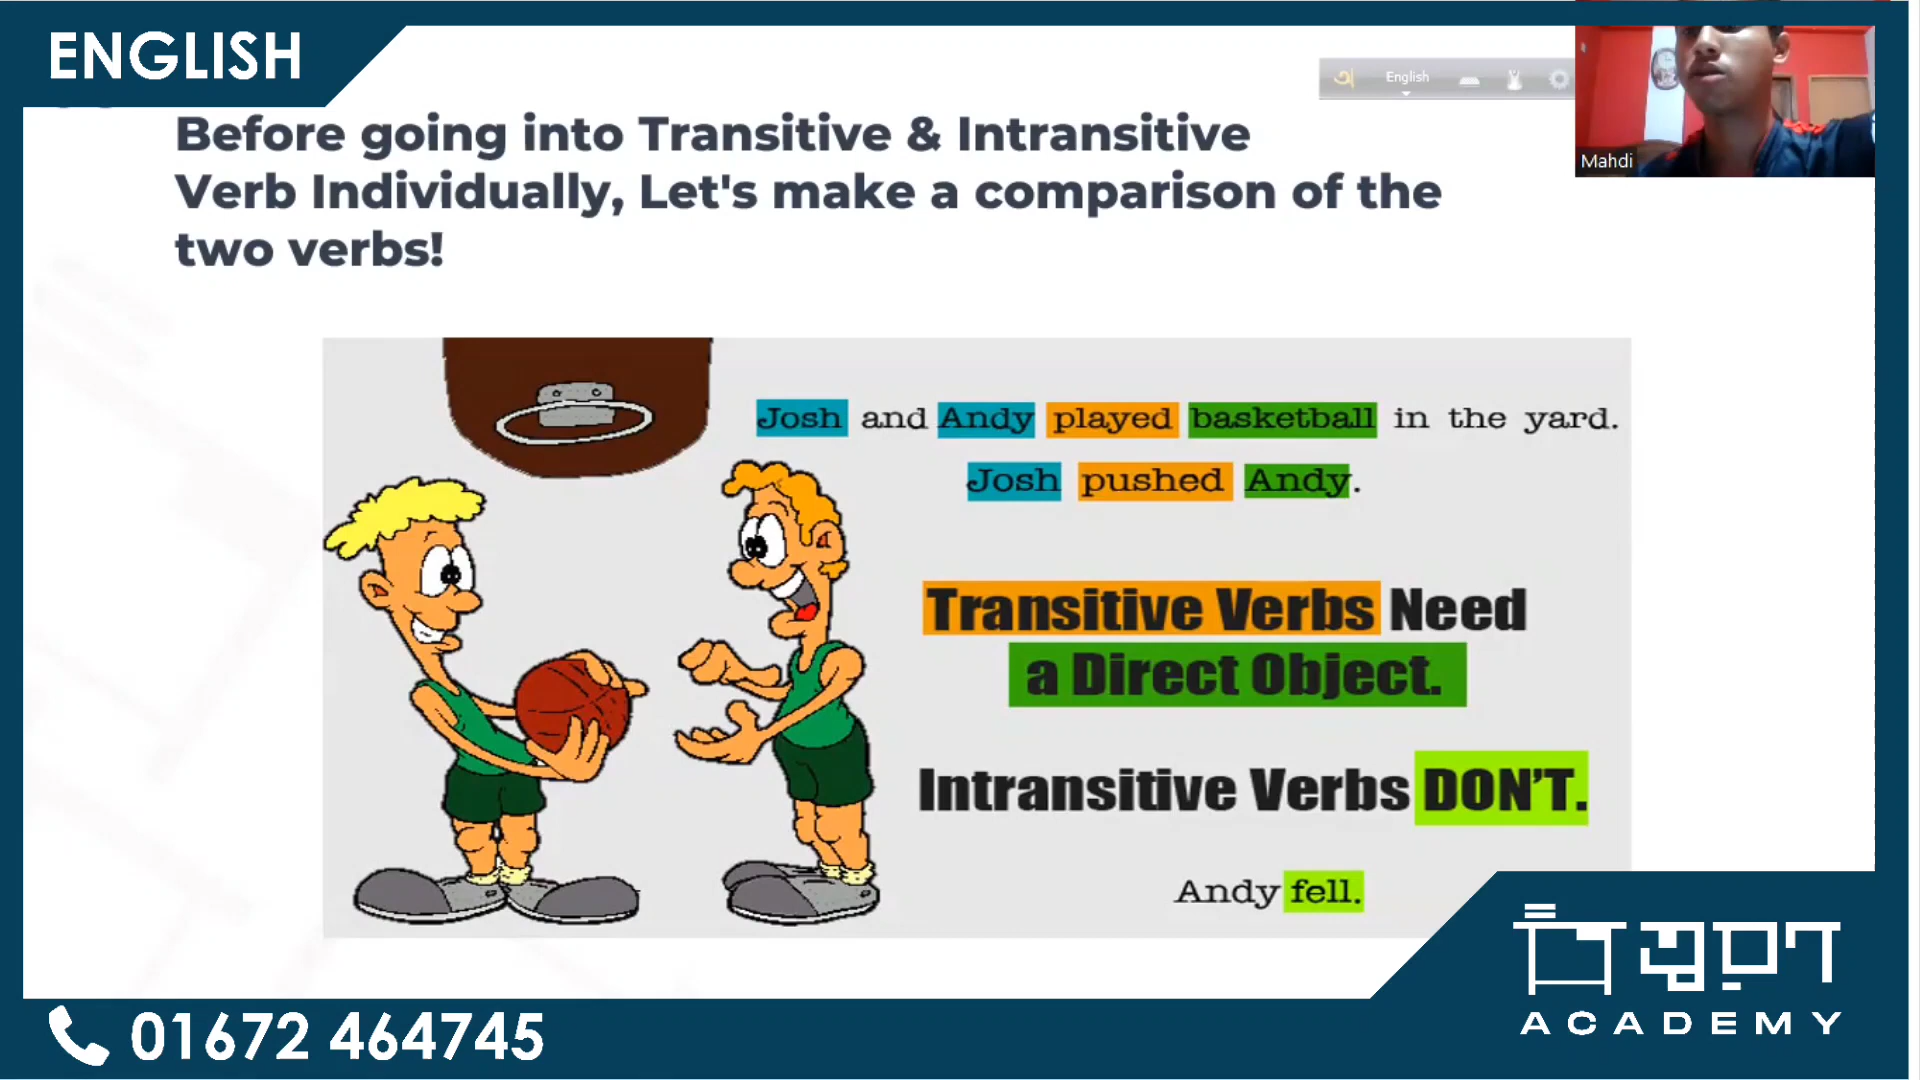 ENGLISH
English
Before going into Transitive & Intransitive
Verb Individually, Let's make a comparison of the
two verbs!
Mahdi
Josh and Andy played basketball in the yard.
Josh pushed Andy.
Transitive Verbs Need
a Direct Object.
Intransitive Verbs DON'T.
Andy fell.
ACADEMY
01672 464745